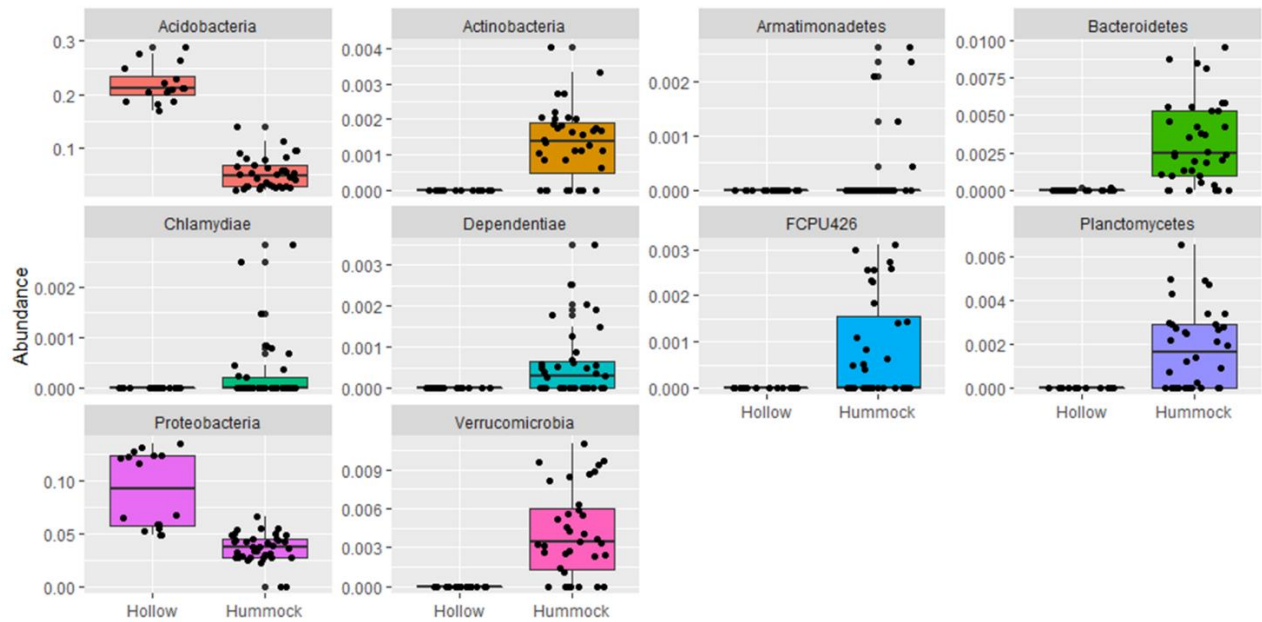 Acidobacteria Actinobacteria Armatimonadetes Bacteroidetes
0.3 0.004 0.0100
0.2 0.003 0.002 0.0075
0.1 0.002 0.001 0.0050
0.001 0.0025
0.000 0.000 0.0000
Chlamydiae Dependentiae FCPU426 Planctomycetes
Abundance
0.002 0.003 0.003 0.006
0.001 0.002 0.002 0.004
0.000 0.001 0.001 0.002
0.000 0.000 0.000
Hollow Hummock Hollow Hummock
Proteobacteria Verrucomicrobia
0.10 0.009
0.05 0.006
0.00 0.003
0.000
Hollow Hummock Hollow Hummock